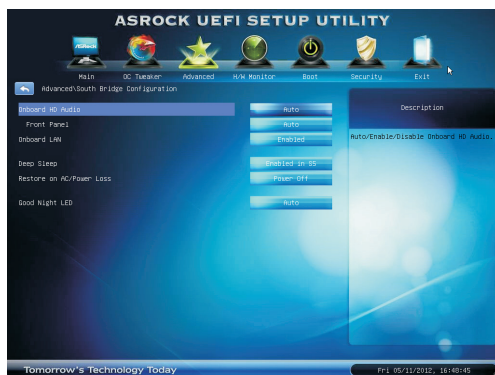 ASROCK UEFI SETUP UTILITY
ASRock
Main OC Tweaker Advanced H/W Monitor Boot Security Exit
Advanced\South Bridge Configuration
Onboard HD Audio Auto
Front Panel Auto
Onboard LAN Enabled
Deep Sleep Enabled in S5
Restore on AC/Power Loss Power Off
Good Night LED Auto
Description
Auto/Enable/Disable Onboard HD Audio.
Tomorrow's Technology Today
Fri 05/11/2012, 16:48:45